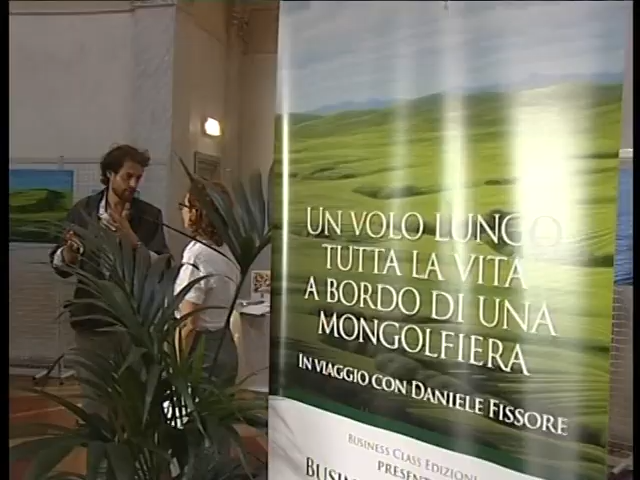 UN VOLO LUNGO
TUTTA LA VITA
A BORDO DI UNA
MONGOLFIERA
IN VIAGGIO CON DANIELE FISSORE
BUSINESS CLASS EDIZIONI